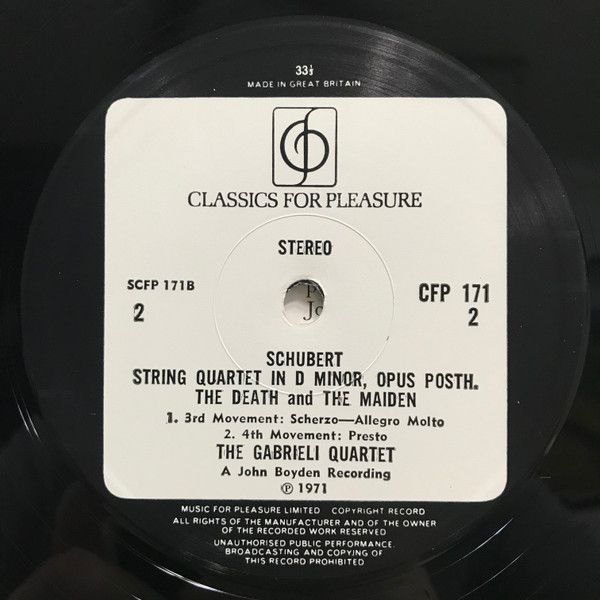 33⅓
MADE IN GREAT BRITAIN
CLASSICS FOR PLEASURE
STEREO
SCFP 171B
2
CFP 171
2
SCHUBERT
STRING QUARTET IN D MINOR, OPUS POSTH.
THE DEATH and THE MAIDEN
1. 3rd Movement: Scherzo—Allegro Molto
2. 4th Movement: Presto
THE GABRIELI QUARTET
A John Boyden Recording
℗ 1971
MUSIC FOR PLEASURE LIMITED COPYRIGHT RECORD
ALL RIGHTS OF THE MANUFACTURER AND OF THE OWNER
OF THE RECORDED WORK RESERVED
UNAUTHORISED PUBLIC PERFORMANCE.
BROADCASTING AND COPYING OF
THIS RECORD PROHIBITED